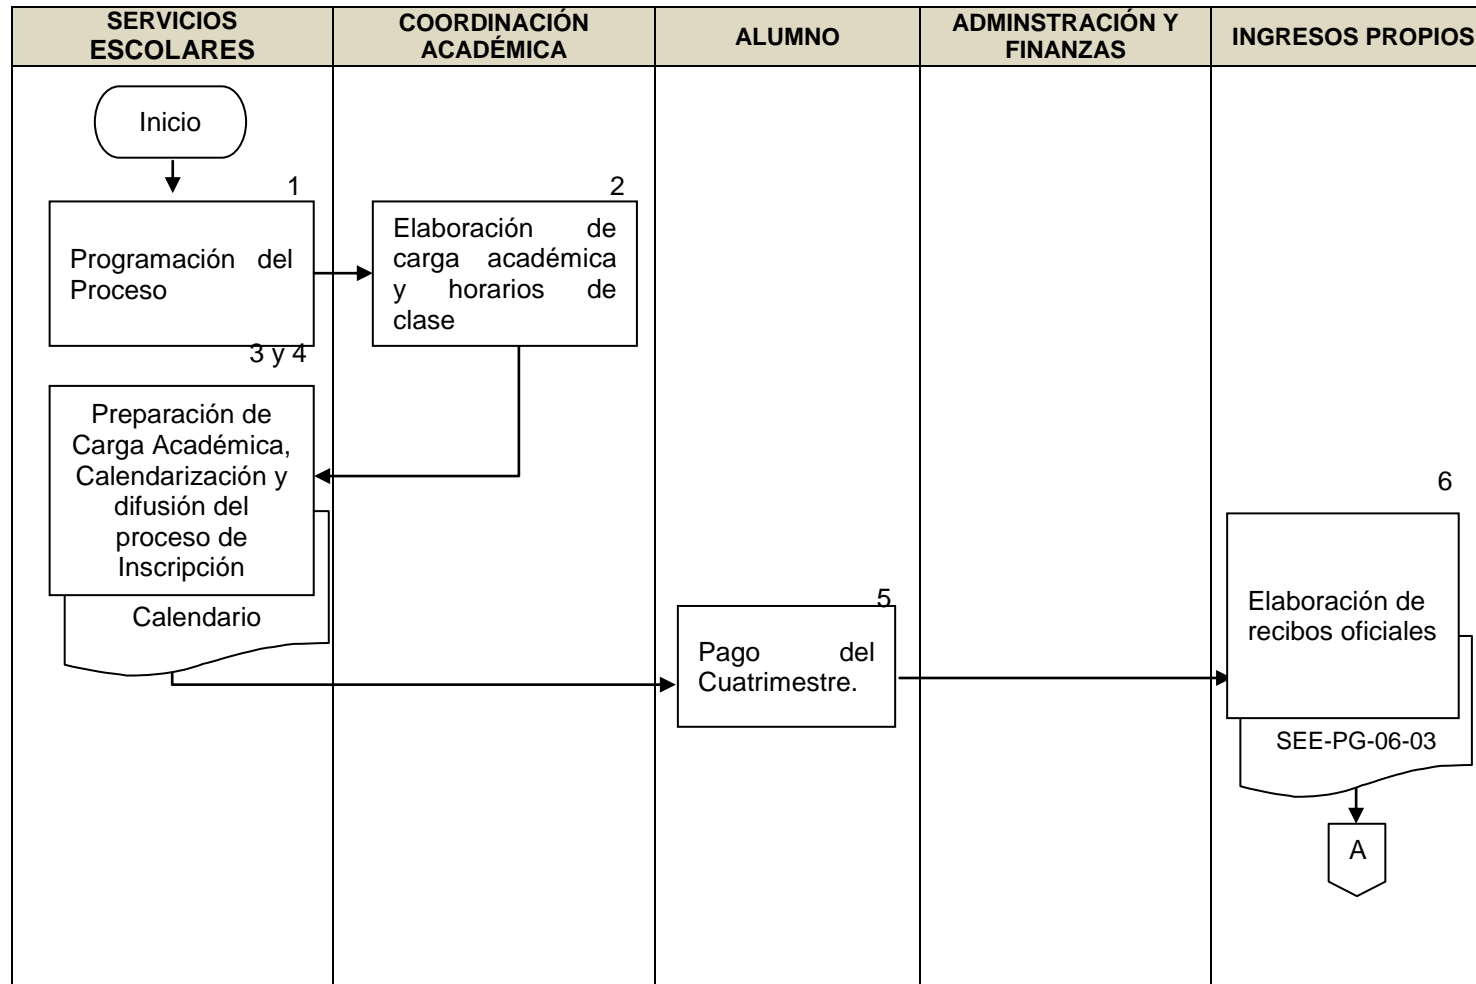 SERVICIOS
ESCOLARES
COORDINACIÓN
ACADÉMICA
ALUMNO
ADMINSTRACIÓN Y
FINANZAS
INGRESOS PROPIOS
Inicio
1
Programación del
Proceso
2
Elaboración de
carga académica
y horarios de
clase
3 y 4
Preparación de
Carga Académica,
Calendarización y
difusión del
proceso de
Inscripción
Calendario
5
Pago del
Cuatrimestre.
6
Elaboración de
recibos oficiales
SEE-PG-06-03
A